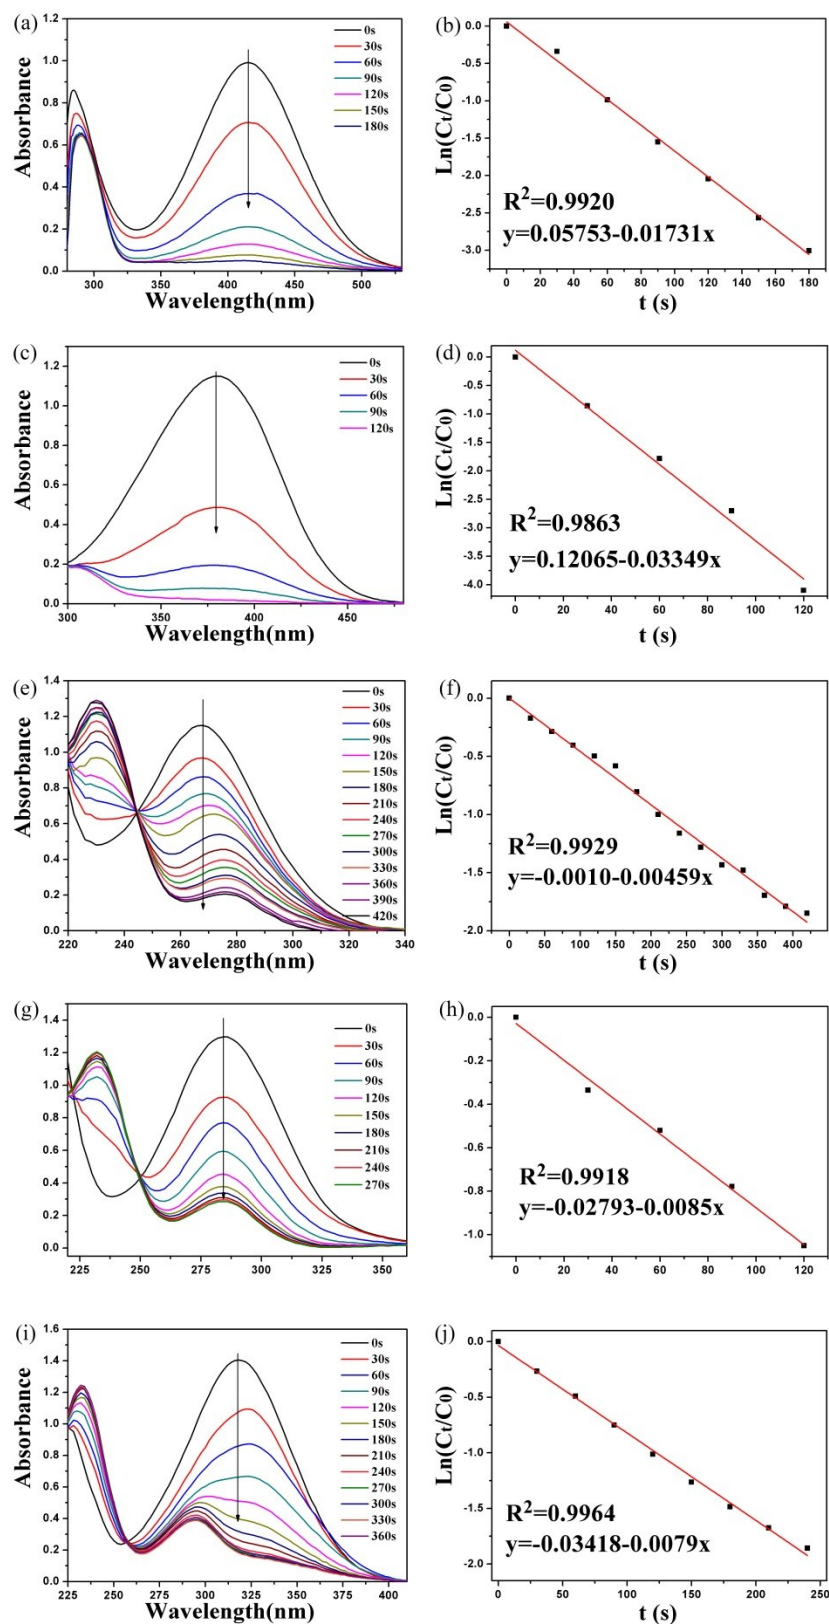 (a)
1.2
1.0
0.8
0.6
0.4
0.2
0.0
Absorbance
300 350 400 450 500
Wavelength(nm)
0s
30s
60s
90s
120s
150s
180s
(b)
0.0
-0.5
-1.0
-1.5
-2.0
-2.5
-3.0
Ln(Ct/C0)
R²=0.9920
y=0.05753-0.01731x
0 20 40 60 80 100 120 140 160 180
t (s)
(c)
1.2
1.0
0.8
0.6
0.4
0.2
0.0
Absorbance
300 350 400 450
Wavelength(nm)
0s
30s
60s
90s
120s
(d)
0.0
-0.5
-1.0
-1.5
-2.0
-2.5
-3.0
-3.5
-4.0
Ln(Ct/C0)
R²=0.9863
y=0.12065-0.03349x
0 20 40 60 80 100 120
t (s)
(e)
1.4
1.2
1.0
0.8
0.6
0.4
0.2
0.0
Absorbance
220 240 260 280 300 320 340
Wavelength(nm)
0s
30s
60s
90s
120s
150s
180s
210s
240s
270s
300s
330s
360s
390s
420s
(f)
0.0
-0.5
-1.0
-1.5
-2.0
Ln(Ct/C0)
R²=0.9929
y=-0.0010-0.00459x
0 50 100 150 200 250 300 350 400
t (s)
(g)
1.4
1.2
1.0
0.8
0.6
0.4
0.2
0.0
Absorbance
225 250 275 300 325 350
Wavelength(nm)
0s
30s
60s
90s
120s
150s
180s
210s
240s
270s
(h)
0.0
-0.2
-0.4
-0.6
-0.8
-1.0
Ln(Ct/C0)
R²=0.9918
y=-0.02793-0.0085x
0 20 40 60 80 100 120
t (s)
(i)
1.6
1.4
1.2
1.0
0.8
0.6
0.4
0.2
0.0
Absorbance
225 250 275 300 325 350 375 400
Wavelength(nm)
0s
30s
60s
90s
120s
150s
180s
210s
240s
270s
300s
330s
360s
(j)
0.0
-0.5
-1.0
-1.5
-2.0
Ln(Ct/C0)
R²=0.9964
y=-0.03418-0.0079x
0 50 100 150 200 250
t (s)